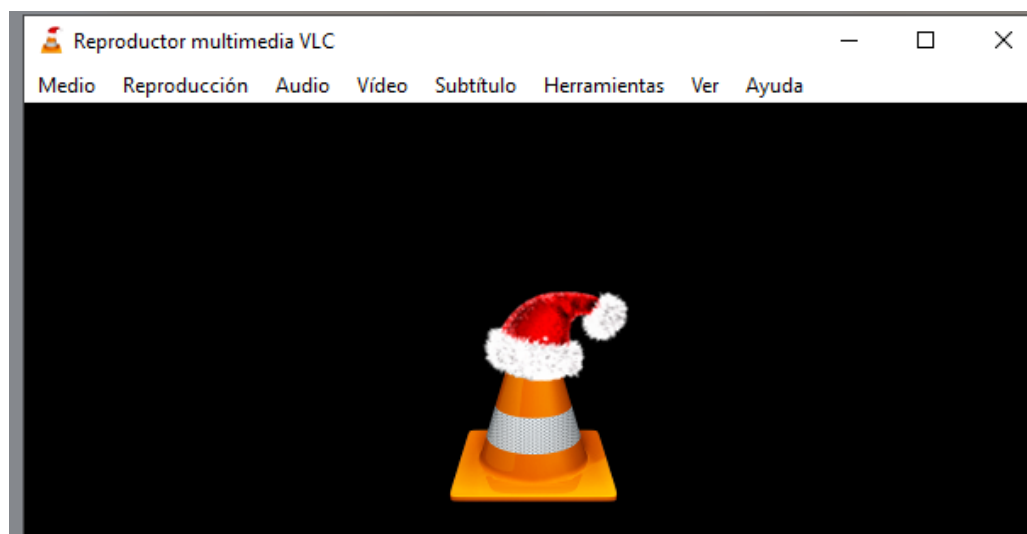 Reproductor multimedia VLC
Medio Reproducción Audio Vídeo Subtítulo Herramientas Ver Ayuda